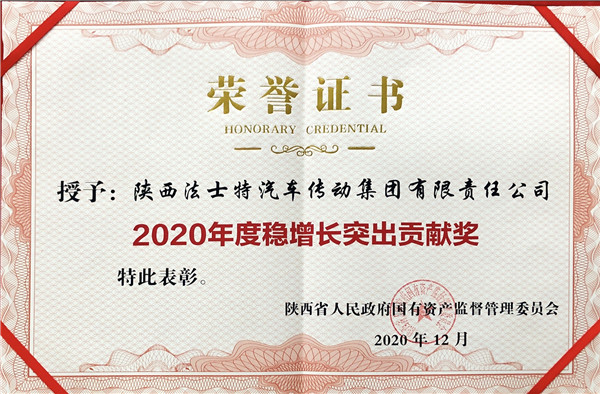 荣誉证书
HONORARY CREDENTIAL
授予：陕西法士特汽车传动集团有限责任公司
2020年度稳增长突出贡献奖
特此表彰。
陕西省人民政府国有资产监督管理委员会
2020年12月